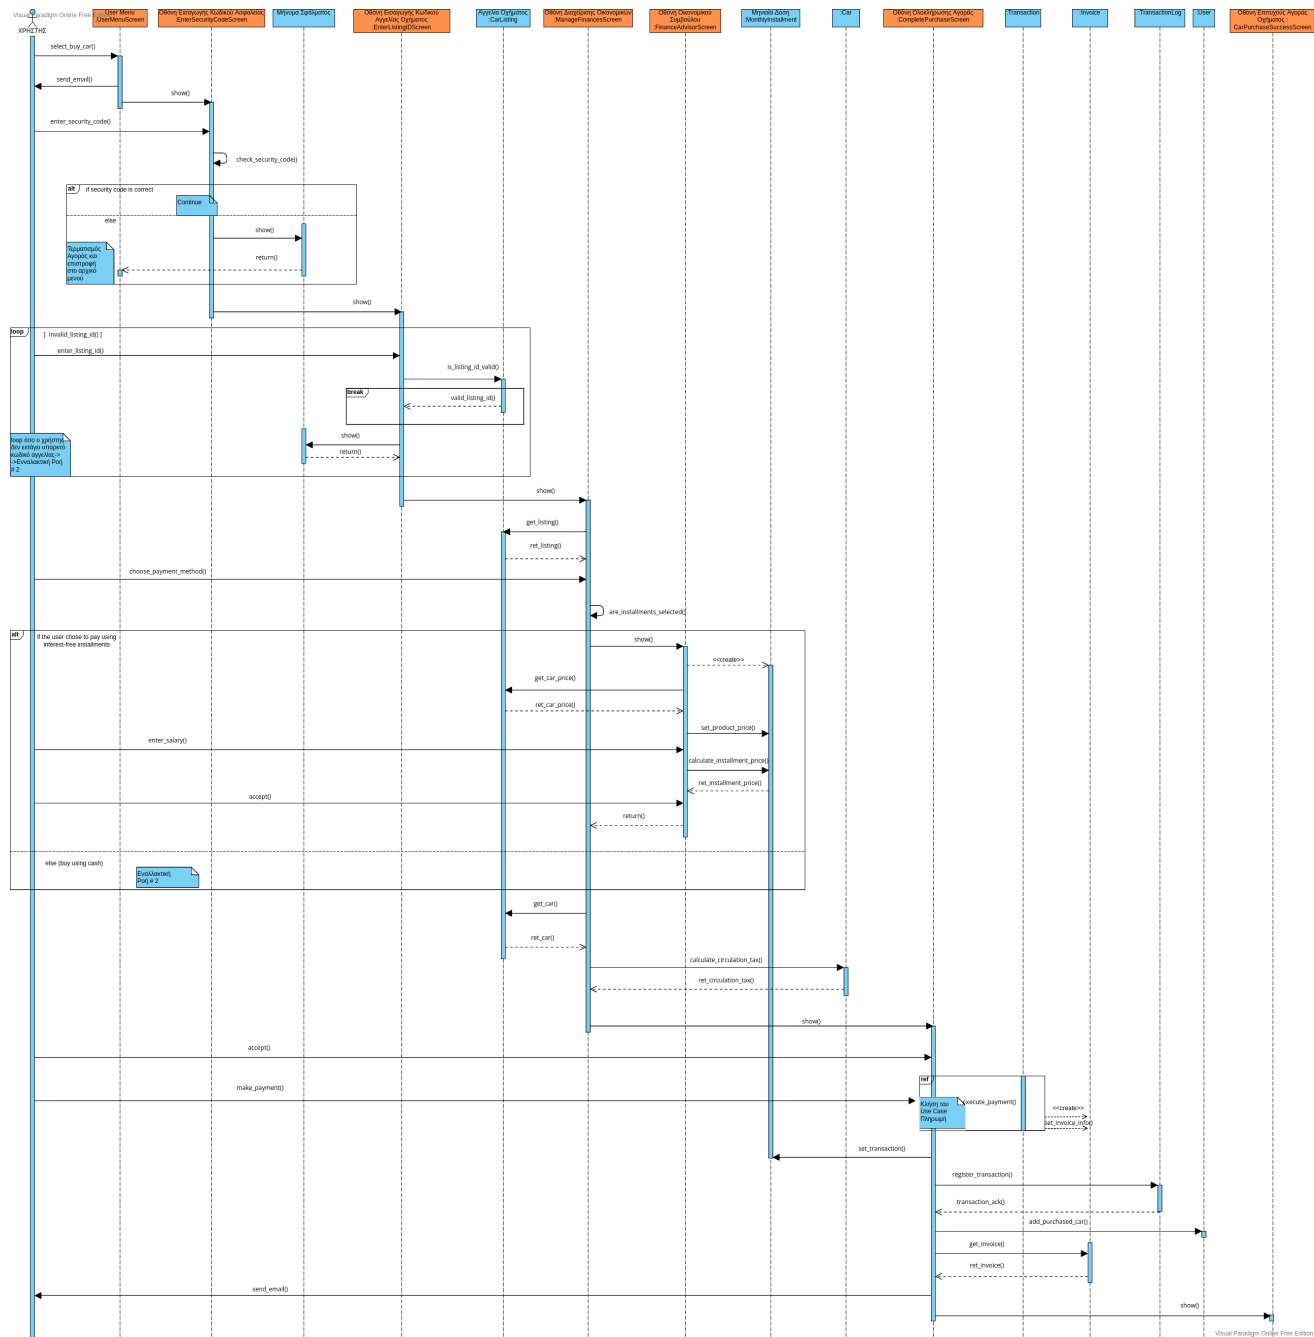 Visual Paradigm Online Free E
ΧΡΗΣΤΗΣ
User Menu
:UserMenuScreen
Οθόνη Εισαγωγής Κωδικού Ασφαλείας
:EnterSecurityCodeScreen
Μήνυμα Σφάλματος
Οθόνη Εισαγωγής Κωδικού
Αγγελίας Οχήματος
:EnterListingIDScreen
Αγγελία Οχήματος
:CarListing
Οθόνη Διαχείρισης Οικονομικών
:ManageFinancesScreen
Οθόνη Οικονομικού
Συμβούλου
:FinanceAdvisorScreen
Μηνιαία Δόση
:MonthlyInstallment
:Car
Οθόνη Ολοκλήρωσης Αγοράς
:CompletePurchaseScreen
:Transaction
:Invoice
:TransactionLog
:User
Οθόνη Επιτυχούς Αγοράς
Οχήματος :
CarPurchaseSuccessScreen
select_buy_car()
send_email()
show()
enter_security_code()
check_security_code()
alt
if security code is correct
Continue
else
show()
Τερματισμός
Αγοράς και
επιστροφή
στο αρχικό
μενού
return()
show()
loop
[ invalid_listing_id() ]
enter_listing_id()
is_listing_id_valid()
break
valid_listing_id()
show()
return()
loop όσο ο χρήστης
δεν εισάγει υπαρκτό
κωδικό αγγελίας->
->Ενναλακτική Ροή
# 2
show()
get_listing()
ret_listing()
choose_payment_method()
are_installments_selected()
alt
if the user chose to pay using
interest-free installments
show()
<<create>>
get_car_price()
ret_car_price()
set_product_price()
enter_salary()
calculate_installment_price()
ret_installment_price()
accept()
return()
else (buy using cash)
Εναλλακτική
Ροή # 2
get_car()
ret_car()
calculate_circulation_tax()
ret_circulation_tax()
show()
accept()
ref
make_payment()
Κλήση του
Use Case
Πληρωμή
execute_payment()
<<create>>
set_invoice_info()
set_transaction()
register_transaction()
transaction_ack()
add_purchased_car()
get_invoice()
ret_invoice()
send_email()
show()
Visual Paradigm Online Free Edition